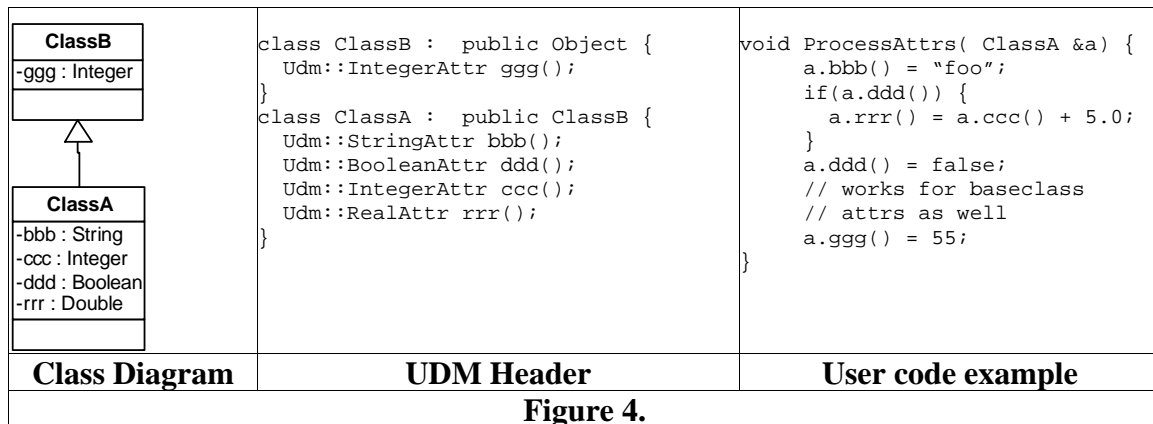 ClassB
-ggg : Integer
ClassA
-bbb : String
-ccc : Integer
-ddd : Boolean
-rrr : Double
class ClassB :  public Object {
  Udm::IntegerAttr ggg();
}
class ClassA :  public ClassB {
  Udm::StringAttr bbb();
  Udm::BooleanAttr ddd();
  Udm::IntegerAttr ccc();
  Udm::RealAttr rrr();
}
void ProcessAttrs( ClassA &a) {
     a.bbb() = “foo”;
     if(a.ddd()) {
       a.rrr() = a.ccc() + 5.0;
     }
     a.ddd() = false;
     // works for baseclass
     // attrs as well
     a.ggg() = 55;
}
Class Diagram
UDM Header
User code example
Figure 4.